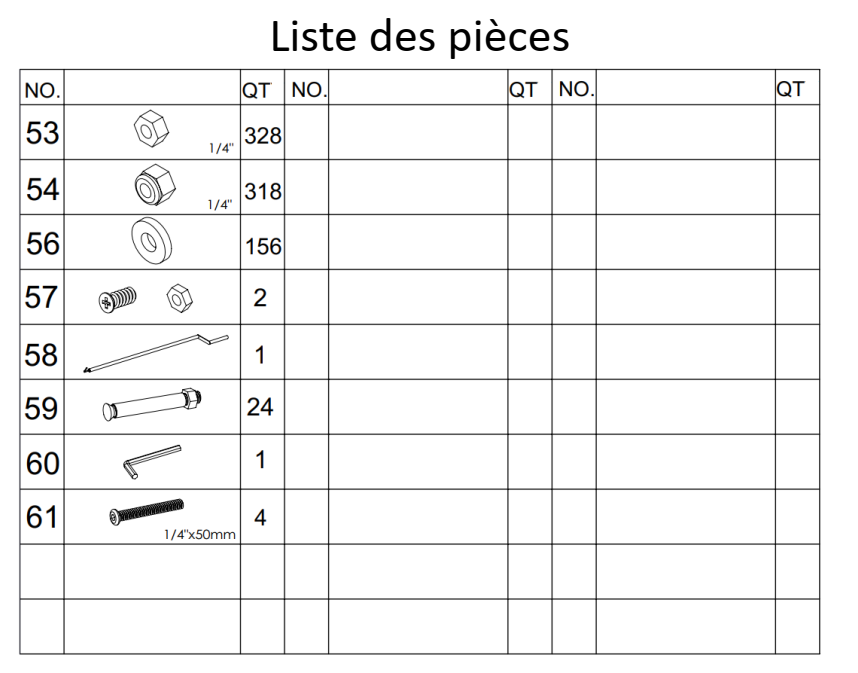 Liste des pièces
NO. QT NO. QT NO. QT
53 1/4" 328
54 1/4" 318
56 156
57 2
58 1
59 24
60 1
61 1/4"x50mm 4